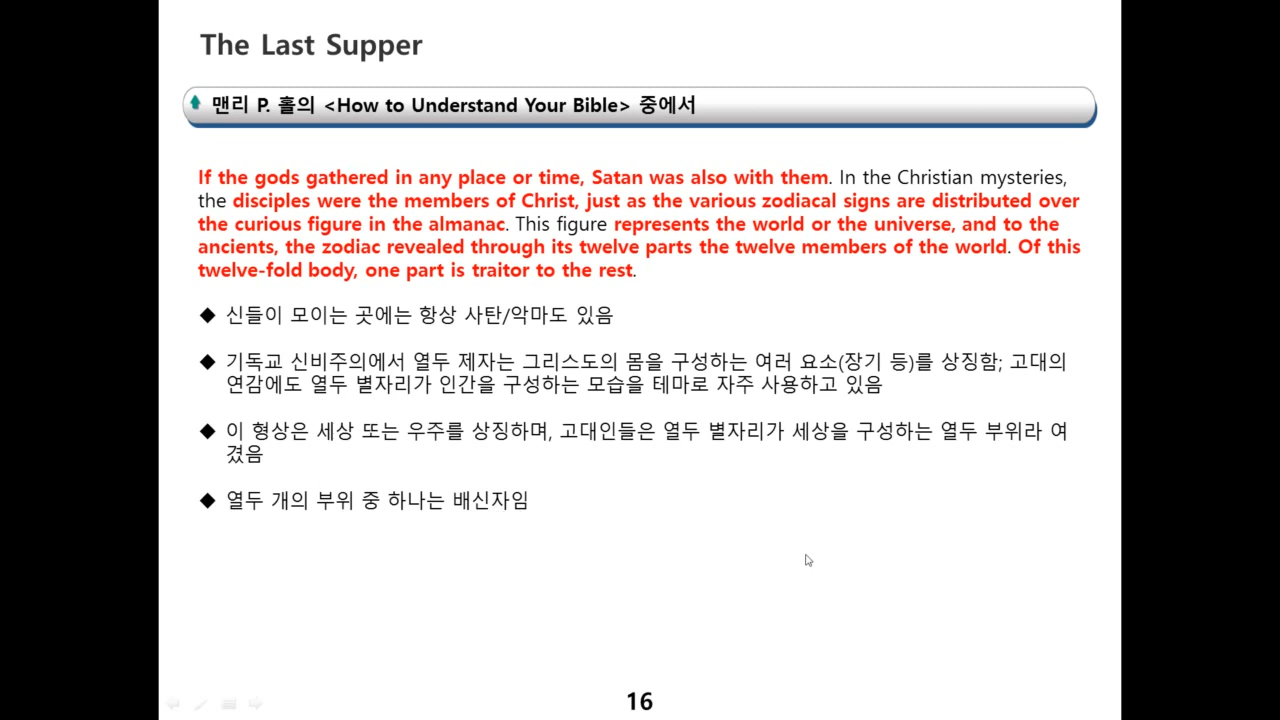 The Last Supper
맨리 P. 홀의 <How to Understand Your Bible> 중에서
If the gods gathered in any place or time, Satan was also with them. In the Christian mysteries,
the disciples were the members of Christ, just as the various zodiacal signs are distributed over
the curious figure in the almanac. This figure represents the world or the universe, and to the
ancients, the zodiac revealed through its twelve parts the twelve members of the world. Of this
twelve-fold body, one part is traitor to the rest.
◆ 신들이 모이는 곳에는 항상 사탄/악마도 있음
◆ 기독교 신비주의에서 열두 제자는 그리스도의 몸을 구성하는 여러 요소(장기 등)를 상징함; 고대의
연감에도 열두 별자리가 인간을 구성하는 모습을 테마로 자주 사용하고 있음
◆ 이 형상은 세상 또는 우주를 상징하며, 고대인들은 열두 별자리가 세상을 구성하는 열두 부위라 여
겼음
◆ 열두 개의 부위 중 하나는 배신자임
16